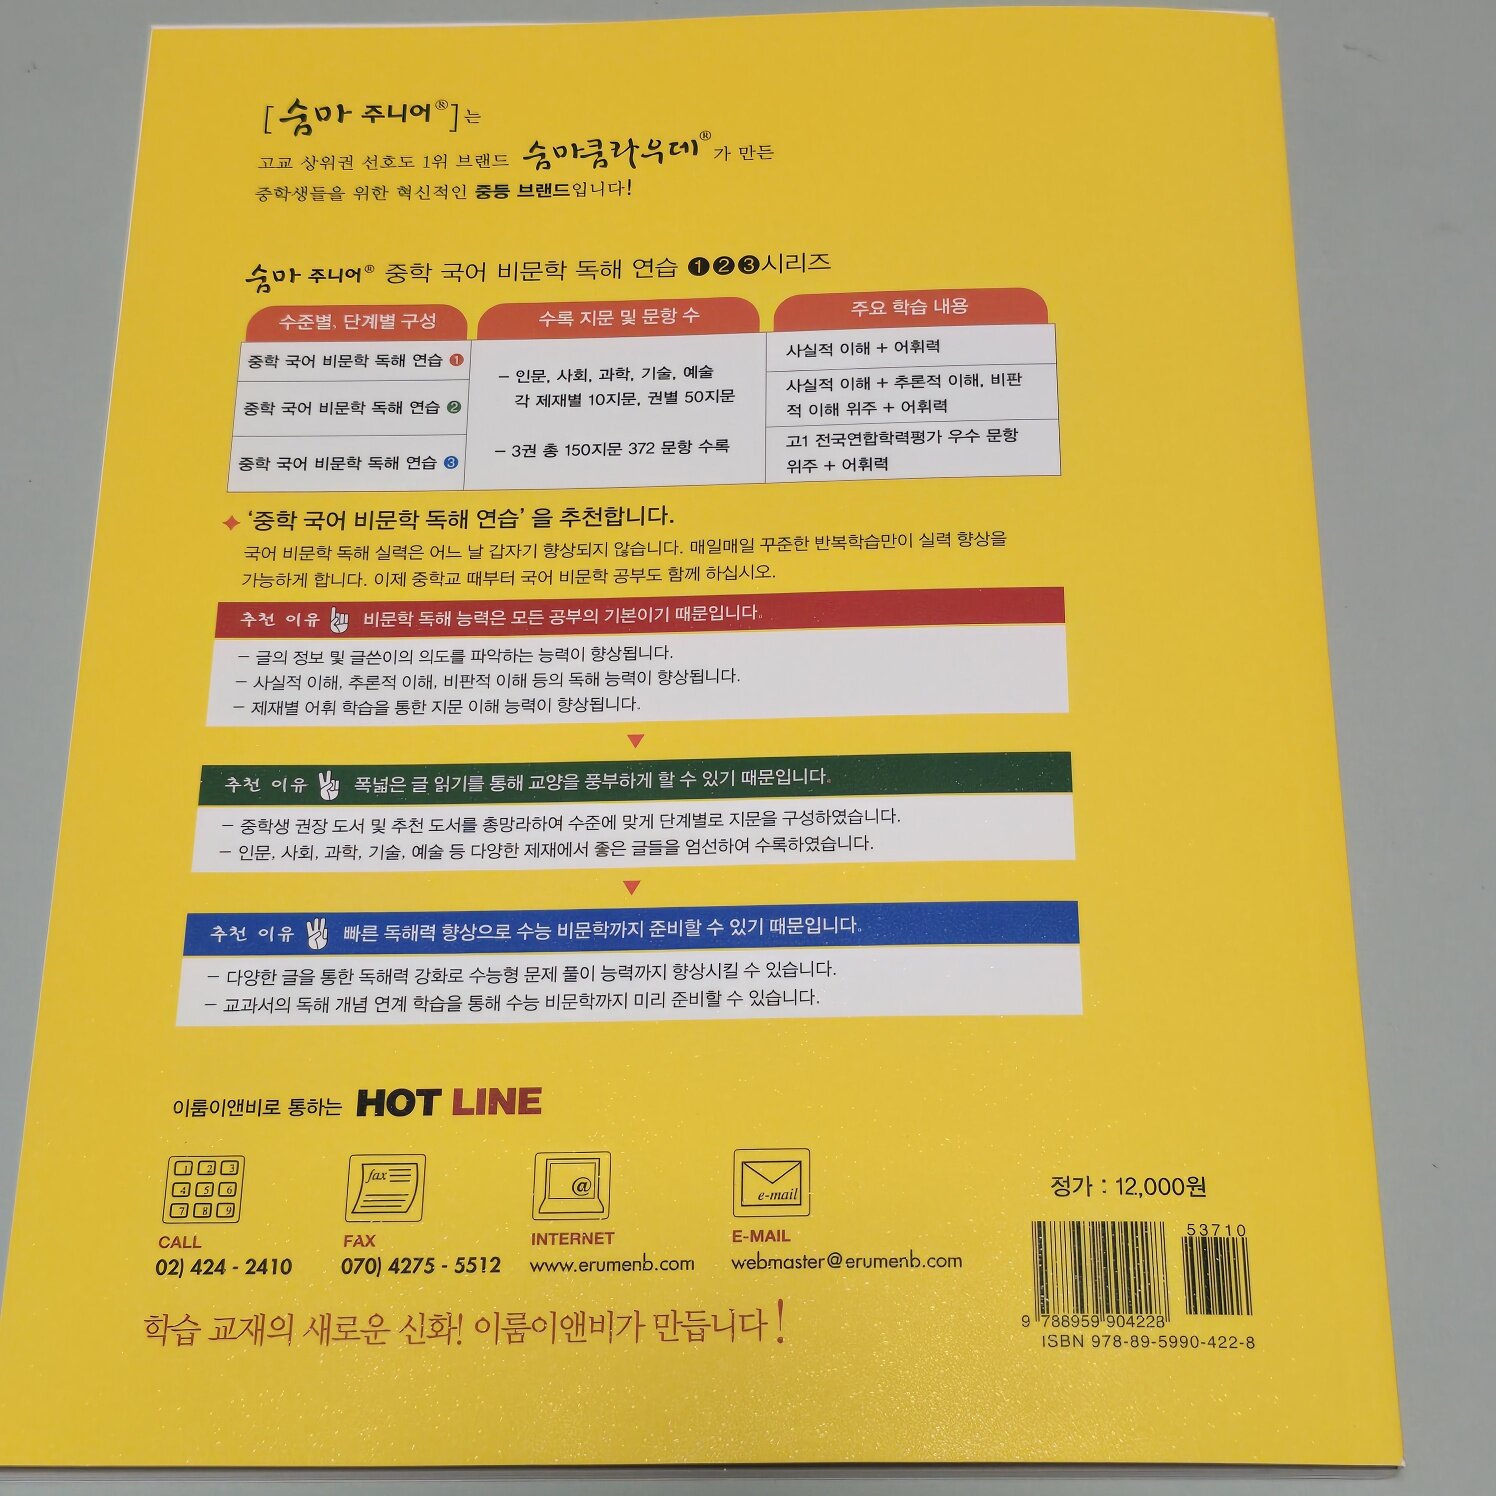 [숨마 주니어®]는
고교 상위권 선호도 1위 브랜드 숨마쿰라우데®가 만든
중학생들을 위한 혁신적인 중등 브랜드입니다!
숨마 주니어® 중학 국어 비문학 독해 연습 ❶❷❸시리즈
수준별, 단계별 구성
수록 지문 및 문항 수
주요 학습 내용
중학 국어 비문학 독해 연습 ❶
중학 국어 비문학 독해 연습 ❷
중학 국어 비문학 독해 연습 ❸
– 인문, 사회, 과학, 기술, 예술
각 제재별 10지문, 권별 50지문
– 3권 총 150지문 372 문항 수록
사실적 이해 + 어휘력
사실적 이해 + 추론적 이해, 비판
적 이해 위주 + 어휘력
고1 전국연합학력평가 우수 문항
위주 + 어휘력
✦ ‘중학 국어 비문학 독해 연습’ 을 추천합니다.
국어 비문학 독해 실력은 어느 날 갑자기 향상되지 않습니다. 매일매일 꾸준한 반복학습만이 실력 향상을
가능하게 합니다. 이제 중학교 때부터 국어 비문학 공부도 함께 하십시오.
추천 이유 비문학 독해 능력은 모든 공부의 기본이기 때문입니다.
– 글의 정보 및 글쓴이의 의도를 파악하는 능력이 향상됩니다.
– 사실적 이해, 추론적 이해, 비판적 이해 등의 독해 능력이 향상됩니다.
– 제재별 어휘 학습을 통한 지문 이해 능력이 향상됩니다.
추천 이유 폭넓은 글 읽기를 통해 교양을 풍부하게 할 수 있기 때문입니다.
– 중학생 권장 도서 및 추천 도서를 총망라하여 수준에 맞게 단계별로 지문을 구성하였습니다.
– 인문, 사회, 과학, 기술, 예술 등 다양한 제재에서 좋은 글들을 엄선하여 수록하였습니다.
추천 이유 빠른 독해력 향상으로 수능 비문학까지 준비할 수 있기 때문입니다.
– 다양한 글을 통한 독해력 강화로 수능형 문제 풀이 능력까지 향상시킬 수 있습니다.
– 교과서의 독해 개념 연계 학습을 통해 수능 비문학까지 미리 준비할 수 있습니다.
이룸이앤비로 통하는 HOT LINE
1 2 3
4 5 6
7 8 9
fax
@
e-mail
CALL
02) 424 - 2410
FAX
070) 4275 - 5512
INTERNET
www.erumenb.com
E-MAIL
webmaster@erumenb.com
학습 교재의 새로운 신화! 이룸이앤비가 만듭니다!
정가 : 12,000원
53710
9 788959 904228
ISBN 978-89-5990-422-8